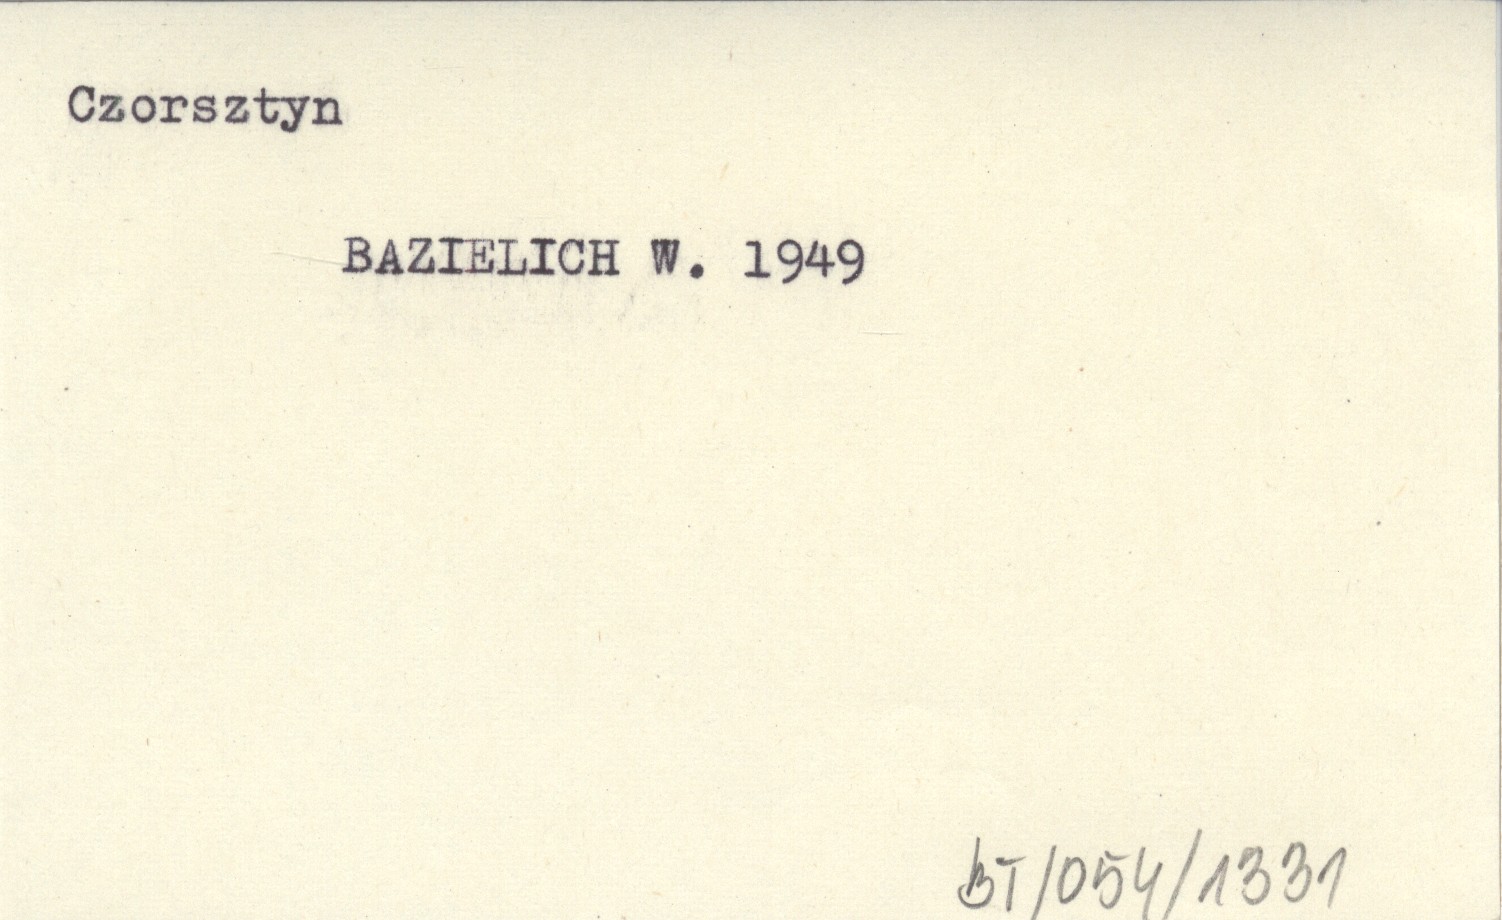 Czorsztyn
BAZIELICH W. 1949
BT/054/1331